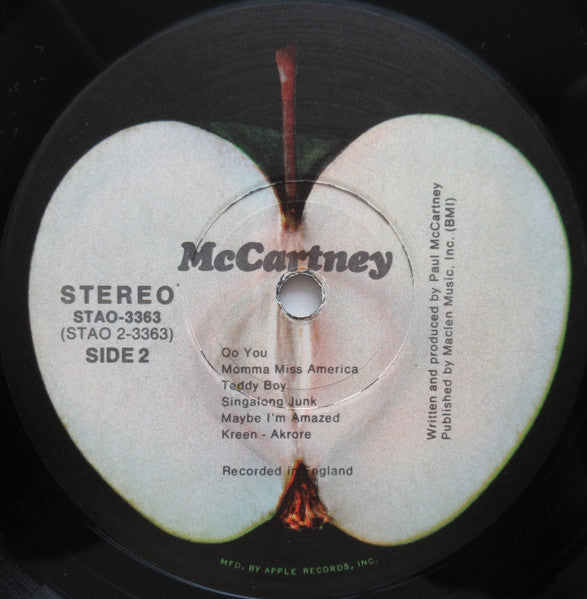 McCartney
STEREO
STAO-3363
(STAO 2-3363)
SIDE 2
Oo You
Momma Miss America
Teddy Boy
Singalong Junk
Maybe I'm Amazed
Kreen - Akrore
Recorded in England
Written and produced by Paul McCartney
Published by Maclen Music, Inc. (BMI)
MFD. BY APPLE RECORDS, INC.